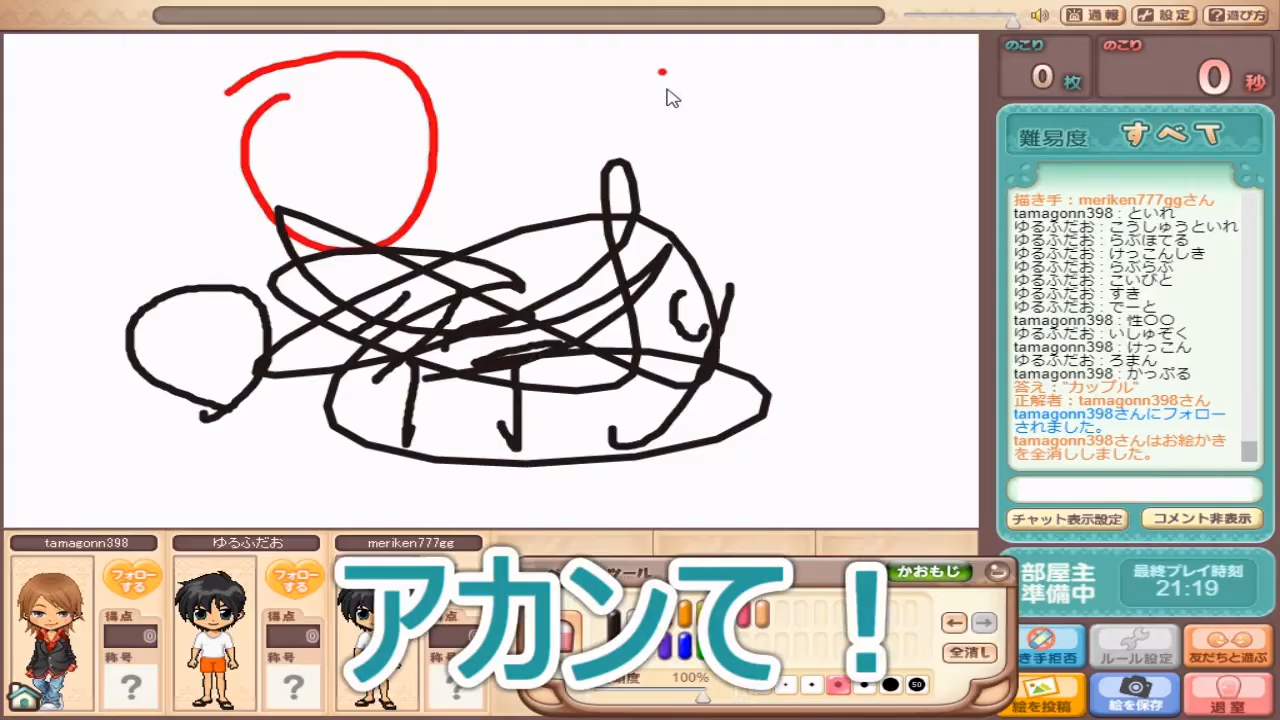 通報
設定
遊び方
のこり
0枚
のこり
0秒
難易度 すべて
描き手：meriken777ggさん
tamagonn398 : といれ
ゆるふだお : こうしゅうといれ
ゆるふだお : らぶほてる
ゆるふだお : けっこんしき
ゆるふだお : らぶらぶ
ゆるふだお : こいびと
ゆるふだお : すき
ゆるふだお : でーと
tamagonn398 : 性〇〇
ゆるふだお : いしゅぞく
tamagonn398 : けっこん
ゆるふだお : ろまん
tamagonn398 : かっぷる
答え："カップル"
正解者：tamagonn398さん
tamagonn398さんにフォロー
されました。
tamagonn398さんはお絵かき
を全消ししました。
チャット表示設定
コメント非表示
tamagonn398
フォロー
する
得点
0
称号
?
ゆるふだお
フォロー
する
得点
0
称号
?
meriken777gg
アカンて！
ツール
かおもじ
全消し
100%
50
部屋主
準備中
最終プレイ時刻
21:19
き手拒否
ルール設定
友だちと遊ぶ
絵を投稿
絵を保存
退室